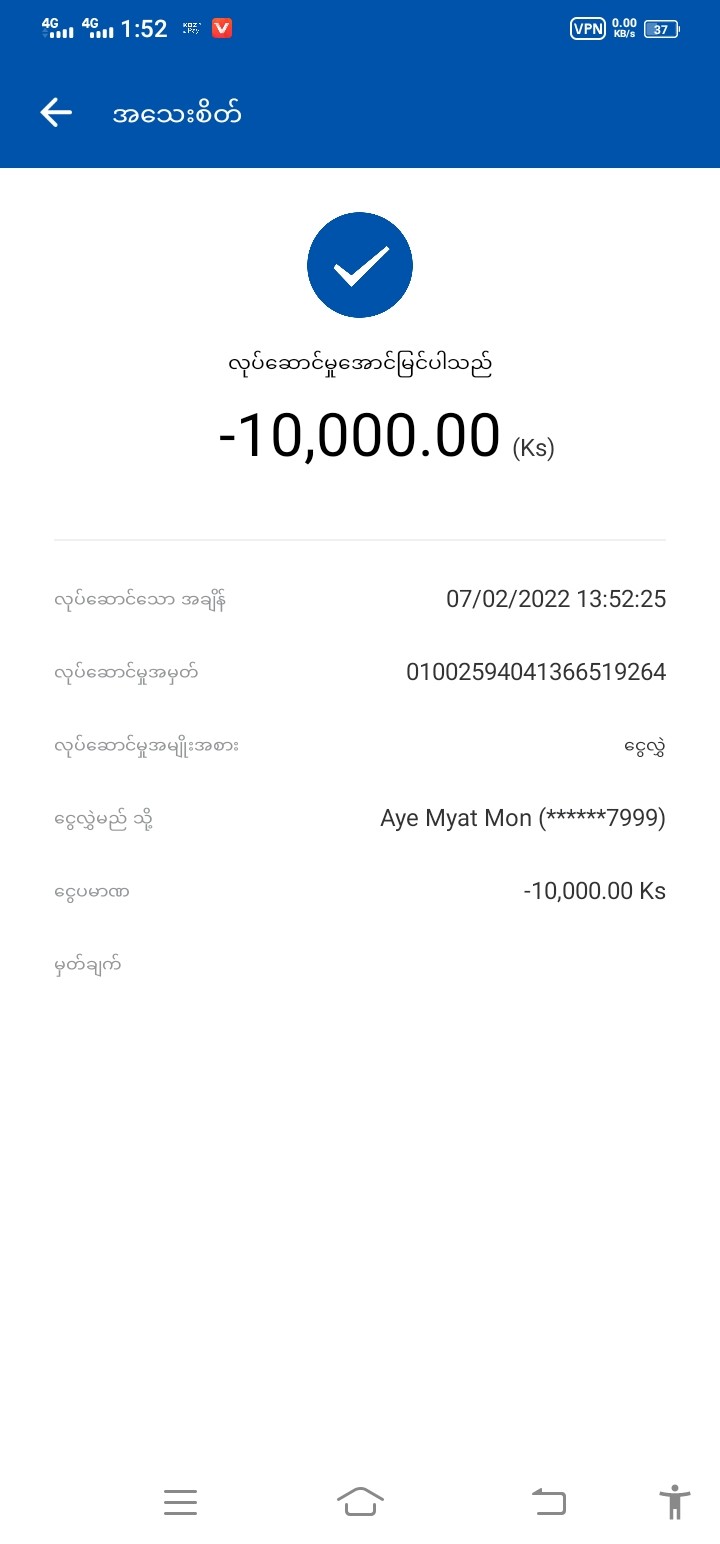 4G 4G 1:52 VPN 0.00 KB/s 37
အသေးစိတ်
လုပ်ဆောင်မှုအောင်မြင်ပါသည်
-10,000.00 (Ks)
လုပ်ဆောင်သော အချိန် 07/02/2022 13:52:25
လုပ်ဆောင်မှုအမှတ် 01002594041366519264
လုပ်ဆောင်မှုအမျိုးအစား ငွေလွှဲ
ငွေလွှဲမည် သို့ Aye Myat Mon (******7999)
ငွေပမာဏ -10,000.00 Ks
မှတ်ချက်